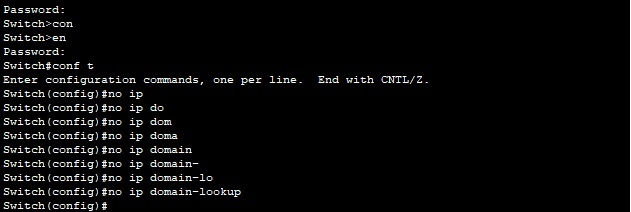 Password:
Switch>con
Switch>en
Password:
Switch#conf t
Enter configuration commands, one per line.  End with CNTL/Z.
Switch(config)#no ip
Switch(config)#no ip do
Switch(config)#no ip dom
Switch(config)#no ip doma
Switch(config)#no ip domain
Switch(config)#no ip domain-
Switch(config)#no ip domain-lo
Switch(config)#no ip domain-lookup
Switch(config)#